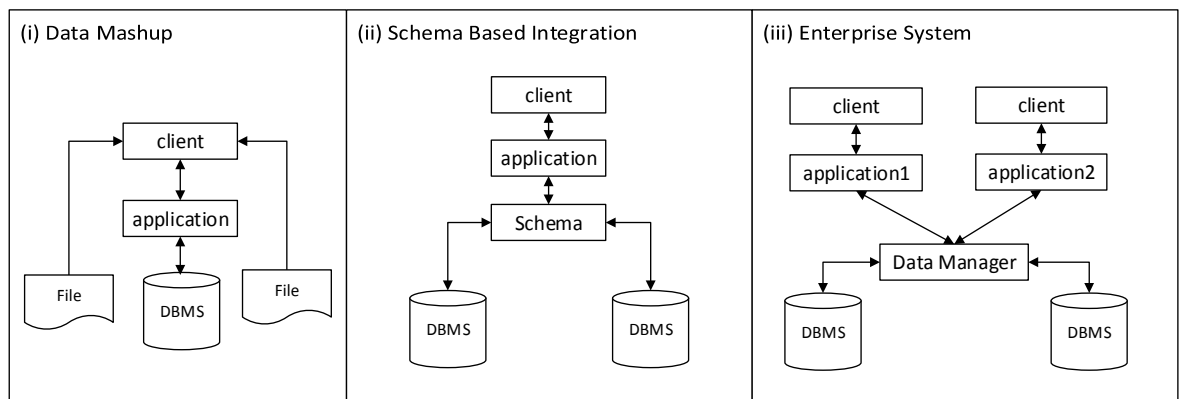 (i) Data Mashup
client
application
File
DBMS
File
(ii) Schema Based Integration
client
application
Schema
DBMS
DBMS
(iii) Enterprise System
client
client
application1
application2
Data Manager
DBMS
DBMS